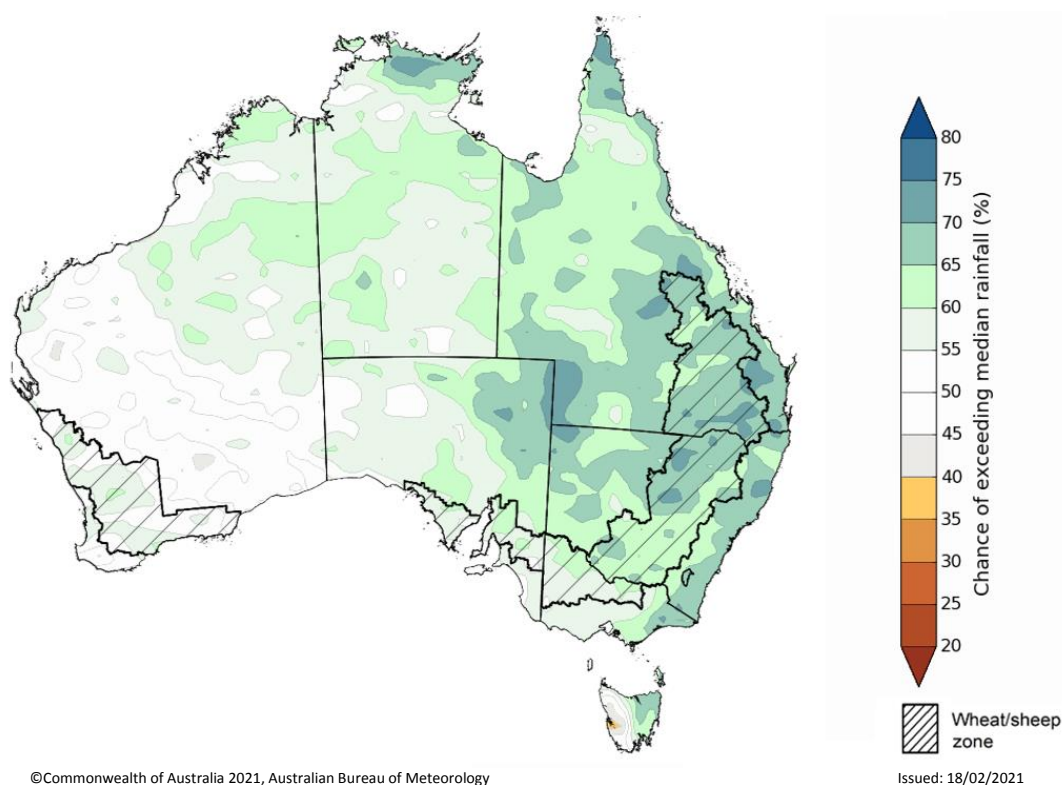 80
75
70
65
60
55
50
45
40
35
30
25
20
Chance of exceeding median rainfall (%)
Wheat/sheep
zone
©Commonwealth of Australia 2021, Australian Bureau of Meteorology
Issued: 18/02/2021